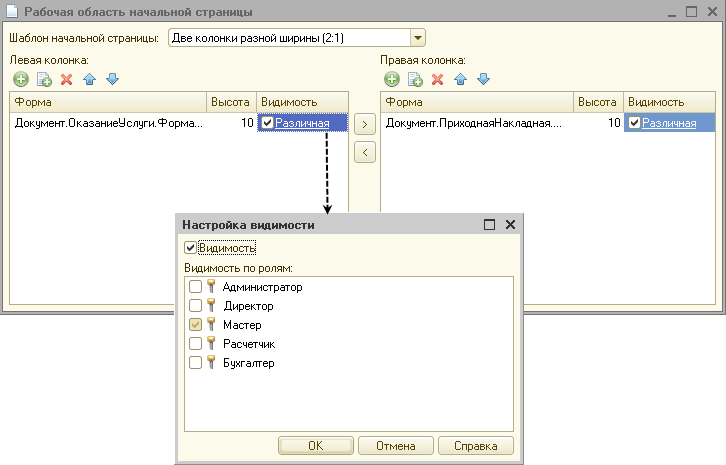 Рабочая область начальной страницы
Шаблон начальной страницы: Две колонки разной ширины (2:1)
Левая колонка: Правая колонка:
Форма Высота Видимость Форма Высота Видимость
Документ.ОказаниеУслуги.Форма... 10 Различная > Документ.ПриходнаяНакладная.... 10 Различная
<
Настройка видимости
Видимость
Видимость по ролям:
Администратор
Директор
Мастер
Расчетчик
Бухгалтер
ОК Отмена Справка